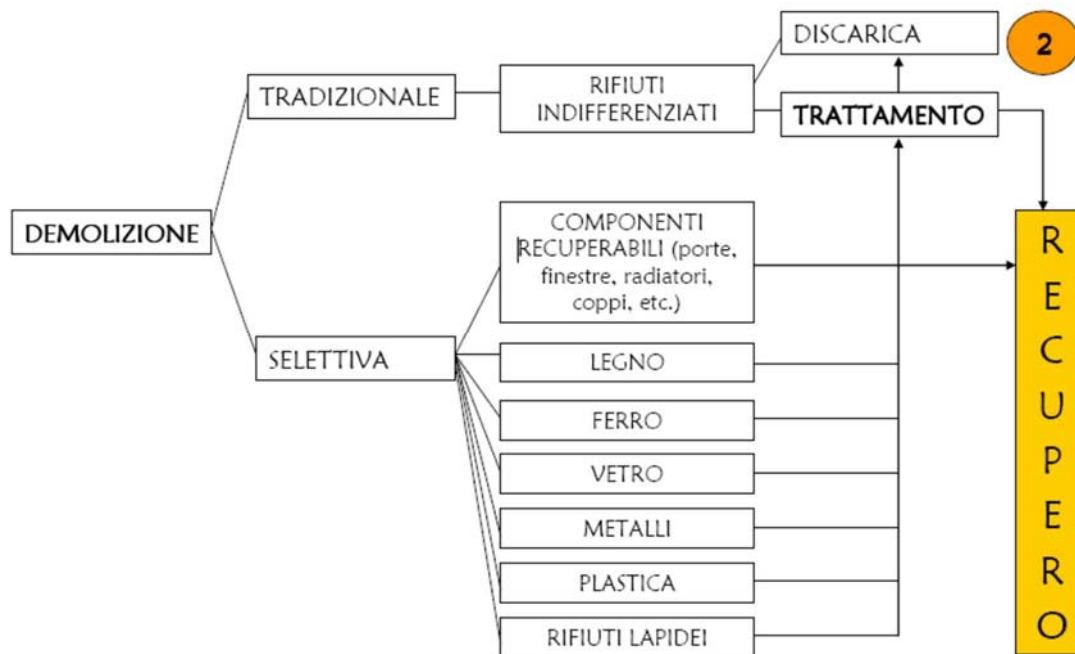 DISCARICA
2
TRADIZIONALE
RIFIUTI
INDIFFERENZIATI
TRATTAMENTO
DEMOLIZIONE
COMPONENTI
RECUPERABILI (porte,
finestre, radiatori,
coppi, etc.)
SELETTIVA
LEGNO
FERRO
VETRO
METALLI
PLASTICA
RIFIUTI LAPIDEI
R
E
C
U
P
E
R
O